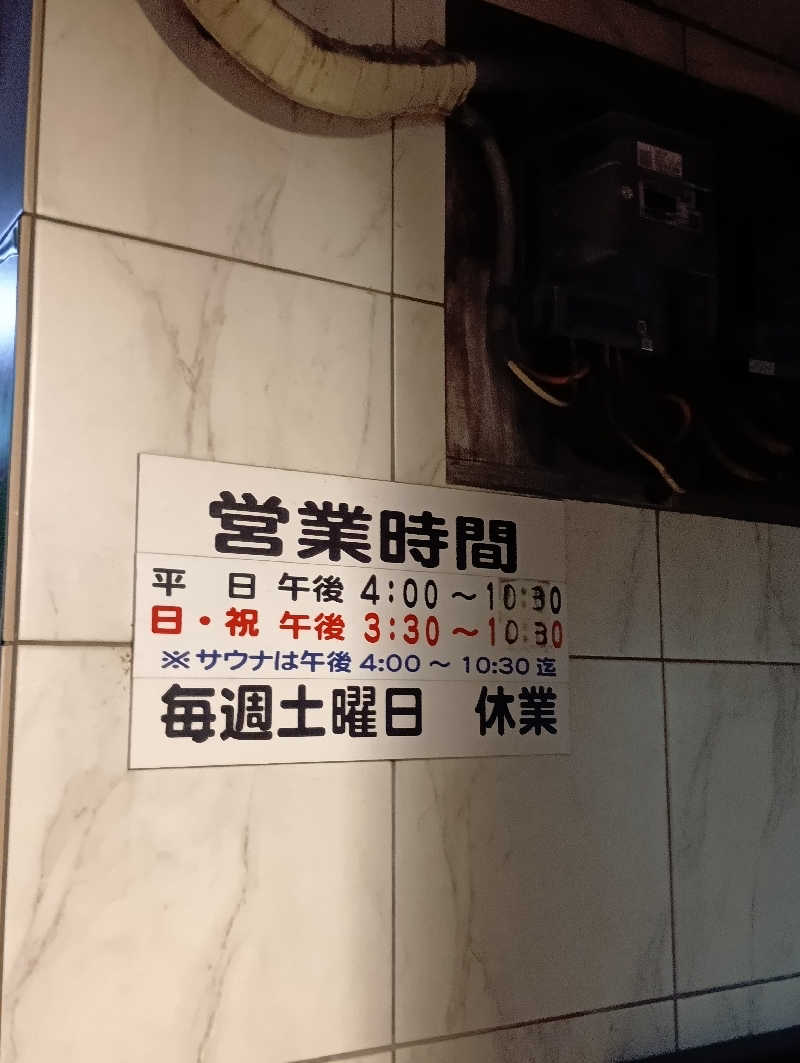 営業時間
平 日 午後 4:00 ～10:30
日・祝 午後 3:30 ～10:30
※サウナは午後 4:00 ～ 10:30 迄
毎週土曜日 休業